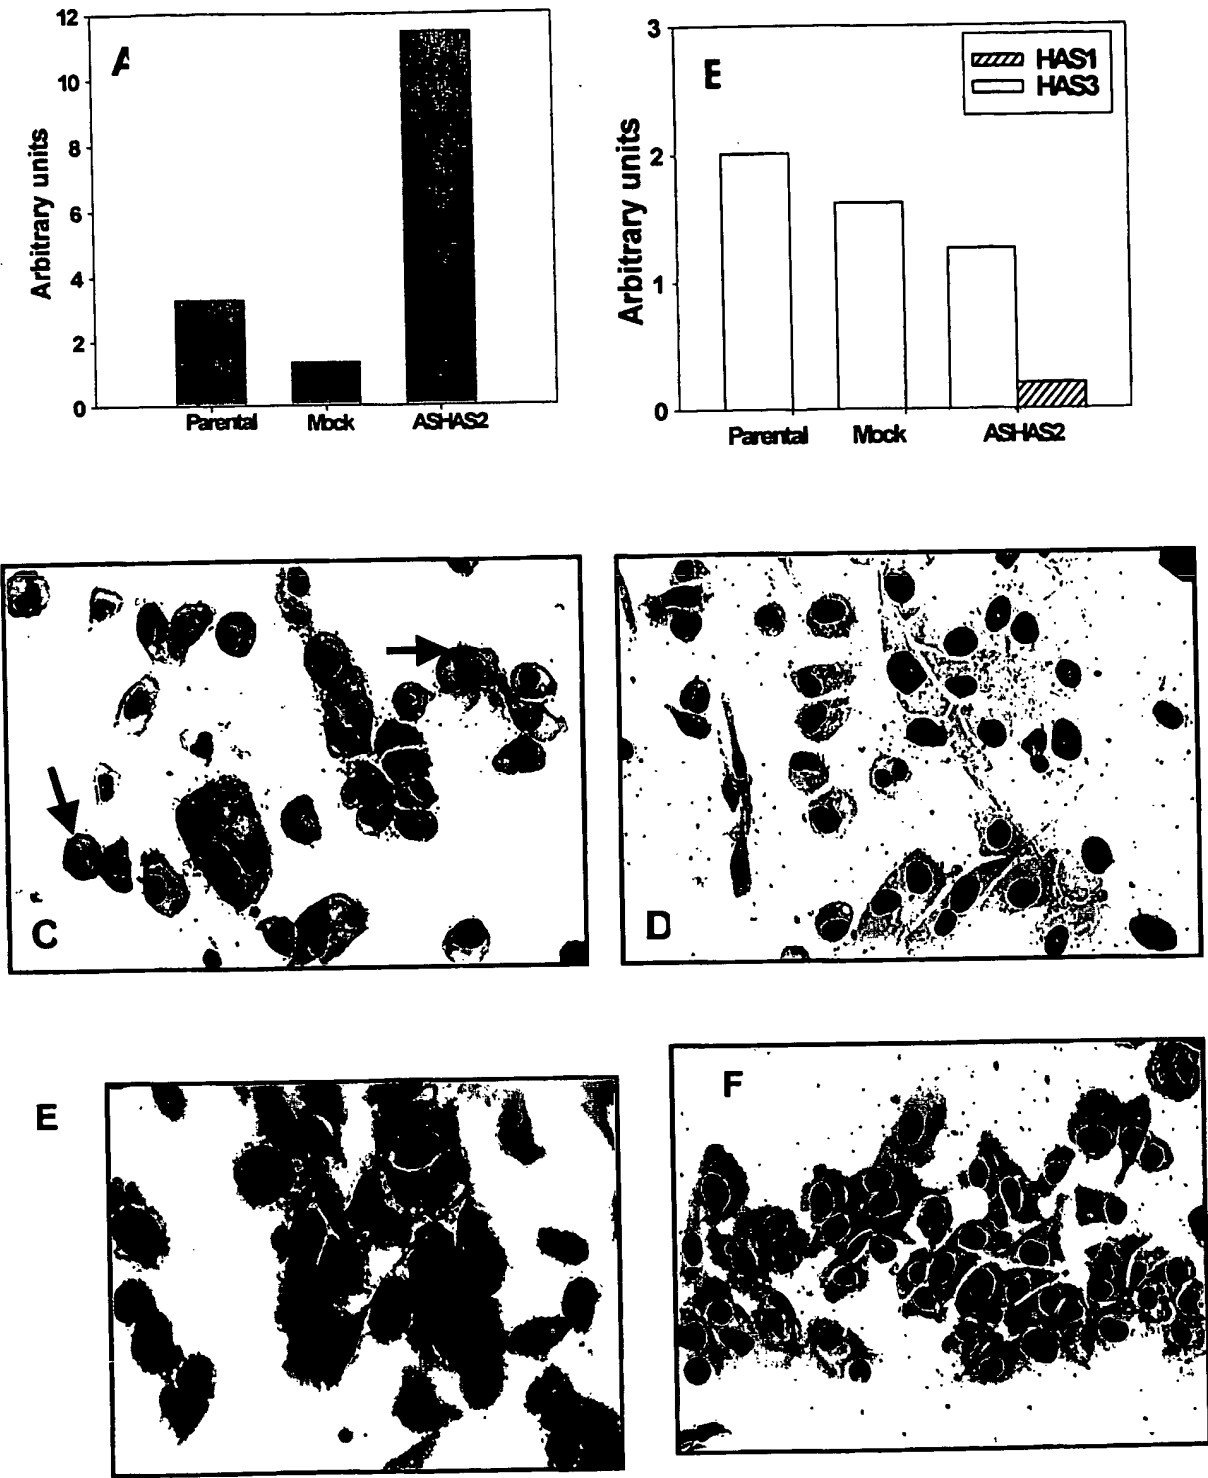 12
10
8
6
4
2
0
Arbitrary units
A
Parental
Mock
ASHAS2
3
2
1
0
Arbitrary units
E
HAS1
HAS3
Parental
Mock
ASHAS2
C
D
E
F